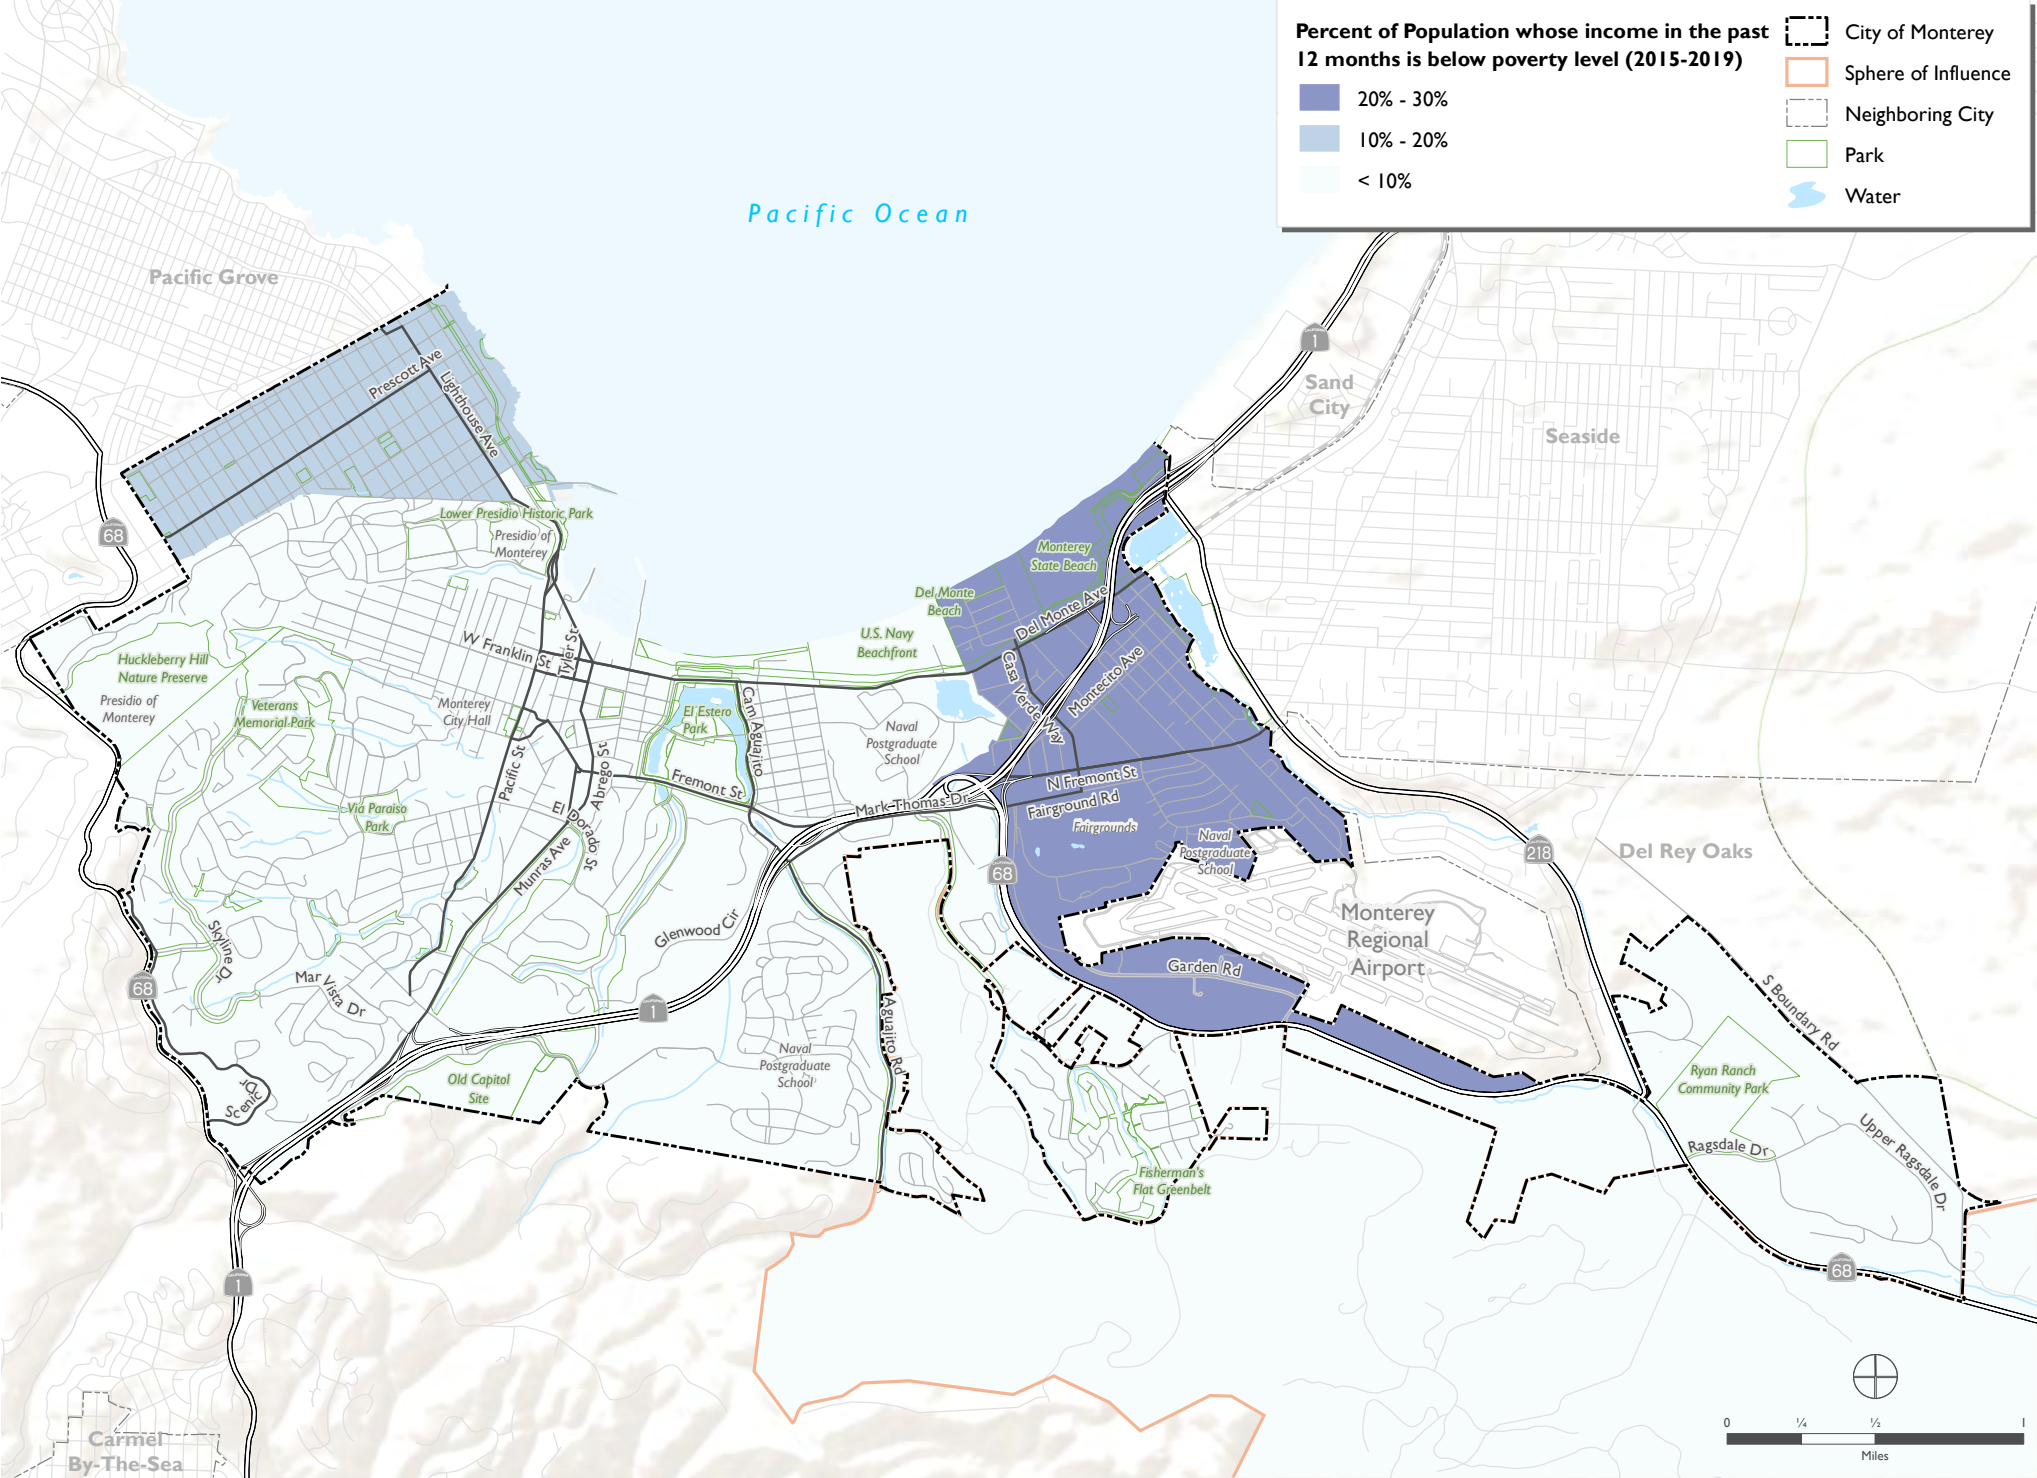 Percent of Population whose income in the past
12 months is below poverty level (2015-2019)
20% - 30%
10% - 20%
< 10%
City of Monterey
Sphere of Influence
Neighboring City
Park
Water
Pacific Ocean
Pacific Grove
Prescott Ave
Lighthouse Ave
1
Sand
City
Seaside
68
Lower Presidio Historic Park
Presidio of
Monterey
Monterey
State Beach
Del Monte
Beach
Del Monte Ave
U.S. Navy
Beachfront
W Franklin St
Tyler St
Huckleberry Hill
Nature Preserve
Presidio of
Monterey
Veterans
Memorial Park
Monterey
City Hall
El Estero
Park
Cam Aguajito
Naval
Postgraduate
School
Casa Verde Way
Montecito Ave
Pacific St
Abrego St
Fremont St
Mark Thomas Dr
N Fremont St
Fairground Rd
Fairgrounds
Via Paraiso
Park
El Dorado St
Munras Ave
Naval
Postgraduate
School
68
218
Del Rey Oaks
Monterey
Regional
Airport
Skyline Dr
Glenwood Cir
Garden Rd
68
Mar Vista Dr
1
Aguajito Rd
S Boundary Rd
Naval
Postgraduate
School
Old Capitol
Site
Scenic Dr
Ryan Ranch
Community Park
Ragsdale Dr
Upper Ragsdale Dr
Fisherman's
Flat Greenbelt
1
68
Carmel
By-The-Sea
0 ¼ ½ 1
Miles